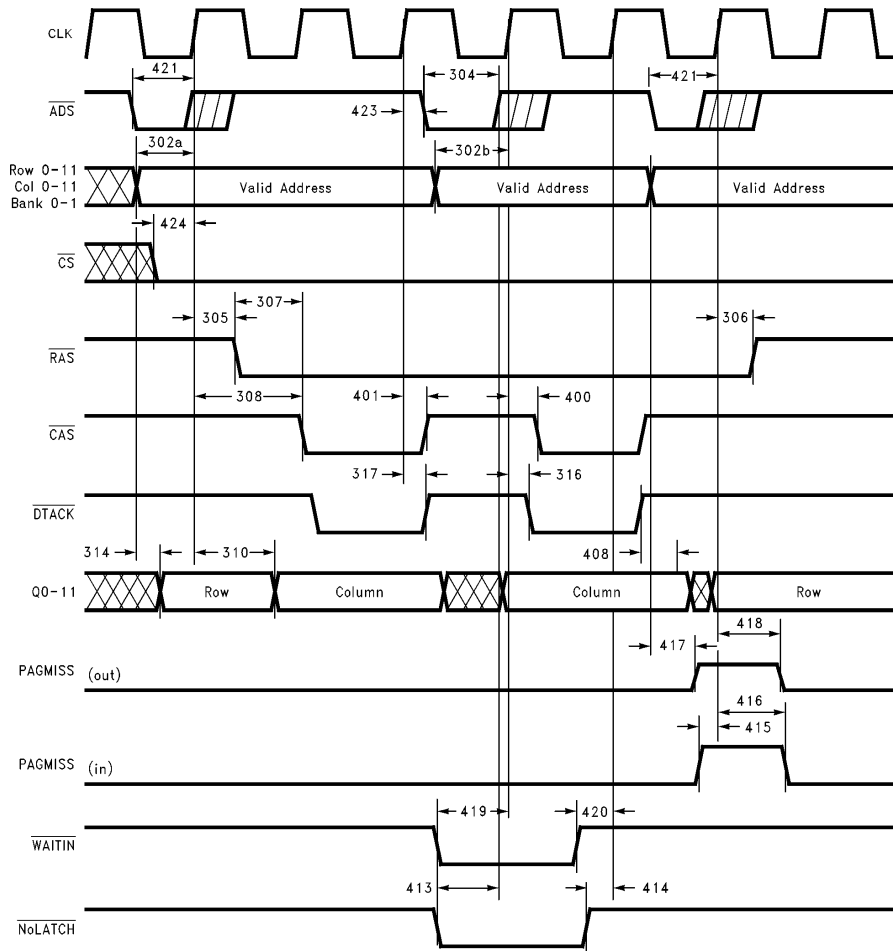 CLK
421
304
421
ADS
423
302a
302b
Row 0-11
Col 0-11
Bank 0-1
Valid Address
Valid Address
Valid Address
424
CS
307
305
306
RAS
308
401
400
CAS
317
316
DTACK
314
310
408
Q0-11
Row
Column
Column
Row
418
417
PAGMISS (out)
416
415
PAGMISS (in)
419
420
WAITIN
413
414
NoLATCH